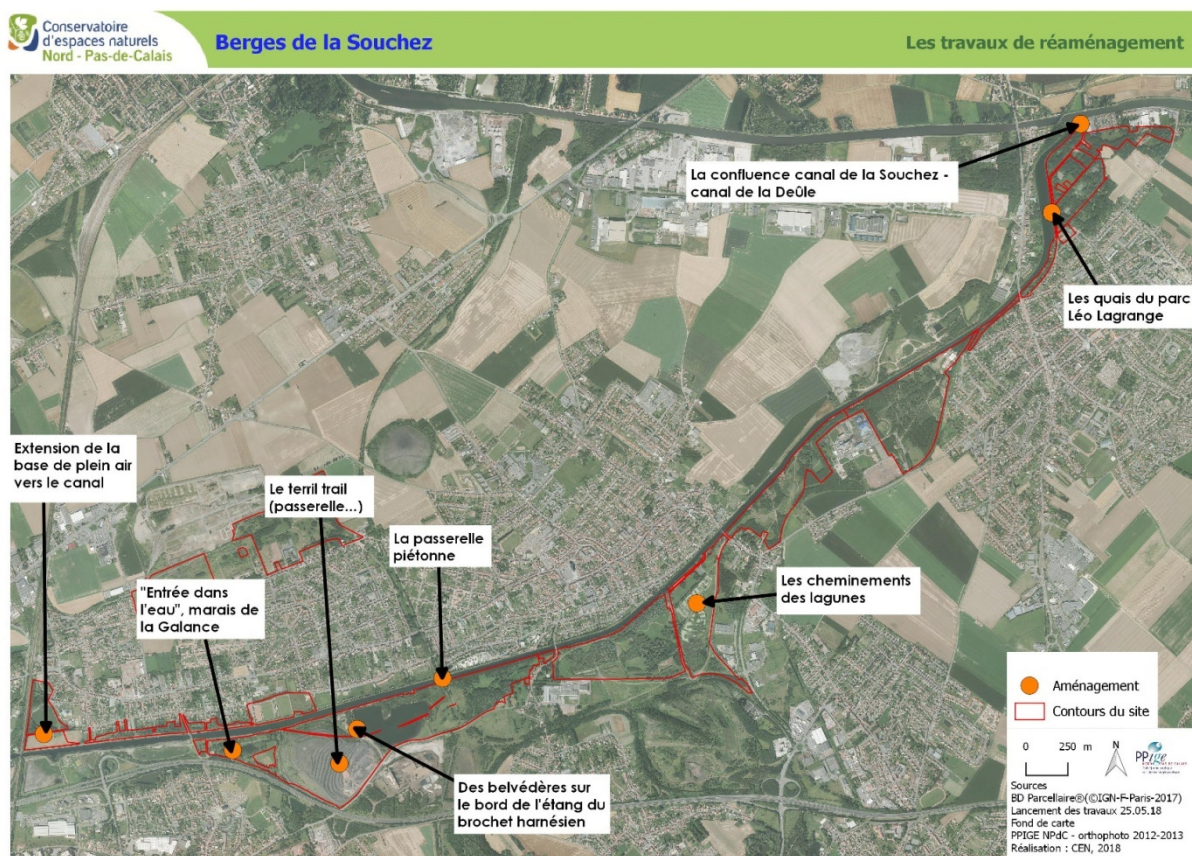 Conservatoire
d'espaces naturels
Nord - Pas-de-Calais
Berges de la Souchez
Les travaux de réaménagement
La confluence canal de la Souchez -
canal de la Deûle
Les quais du parc
Léo Lagrange
Extension de la
base de plein air
vers le canal
Le terril trail
(passerelle...)
La passerelle
piétonne
"Entrée dans
l'eau", marais de
la Galance
Les cheminements
des lagunes
Des belvédères sur
le bord de l'étang du
brochet harnésien
Aménagement
Contours du site
0 250 m
N
PPige
Sources
BD Parcellaire®(©IGN-F-Paris-2017)
Lancement des travaux 25.05.18
Fond de carte
PPIGE NPdC - orthophoto 2012-2013
Réalisation : CEN, 2018